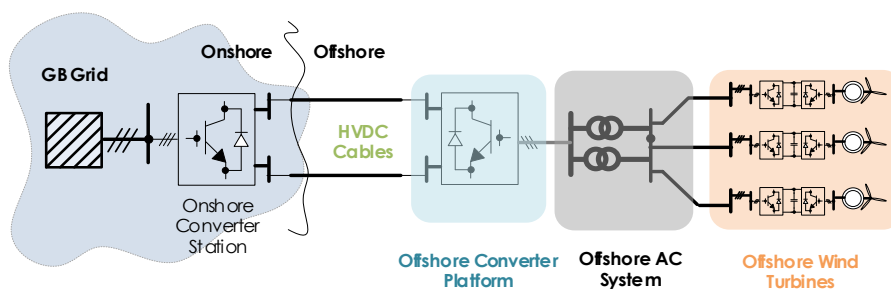 Onshore
Offshore
GB Grid
HVDC
Cables
Onshore
Converter
Station
Offshore Converter
Platform
Offshore AC
System
Offshore Wind
Turbines